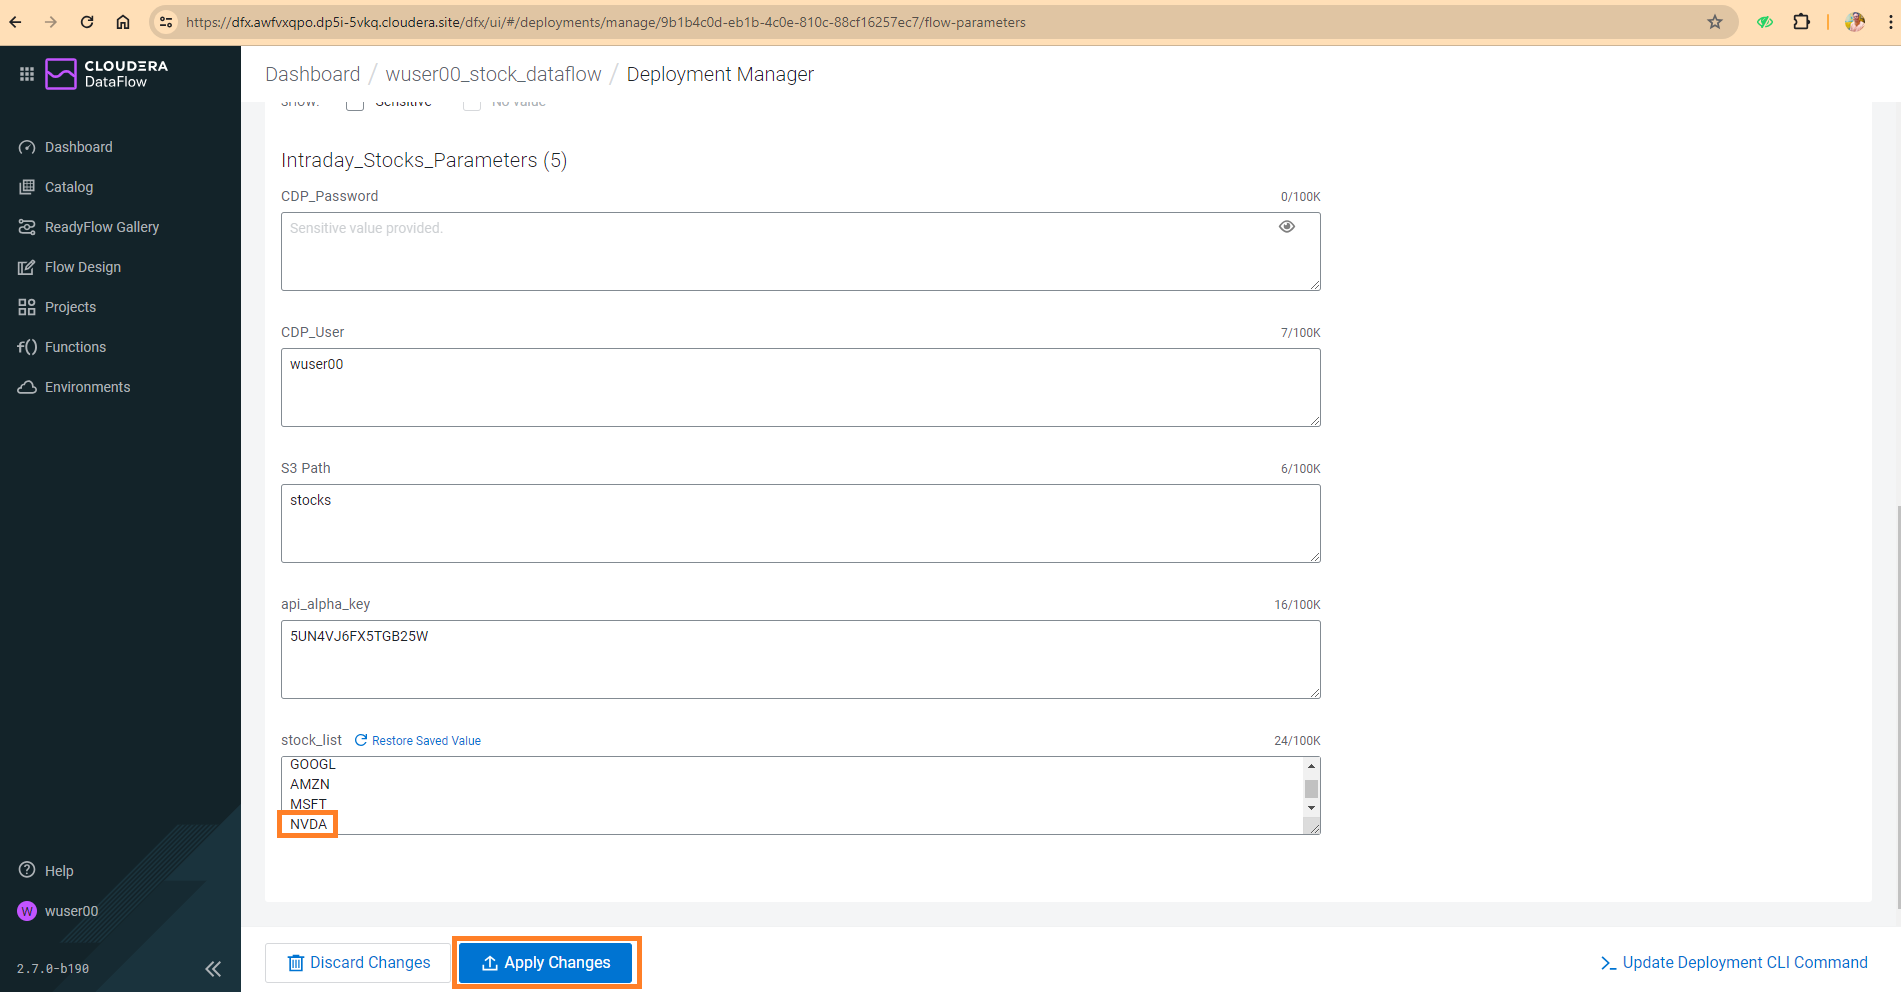 https://dfx.awfvxqpo.dp5i-5vkq.cloudera.site/dfx/ui/#/deployments/manage/9b1b4c0d-eb1b-4c0e-810c-88cf16257ec7/flow-parameters
CLOUDERA
DataFlow
Dashboard
Catalog
ReadyFlow Gallery
Flow Design
Projects
Functions
Environments
Help
W wuser00
2.7.0-b190
Dashboard / wuser00_stock_dataflow / Deployment Manager
Show: Sensitive No value
Intraday_Stocks_Parameters (5)
CDP_Password 0/100K
Sensitive value provided.
CDP_User 7/100K
wuser00
S3 Path 6/100K
stocks
api_alpha_key 16/100K
5UN4VJ6FX5TGB25W
stock_list Restore Saved Value 24/100K
GOOGL
AMZN
MSFT
NVDA
Discard Changes Apply Changes >_ Update Deployment CLI Command